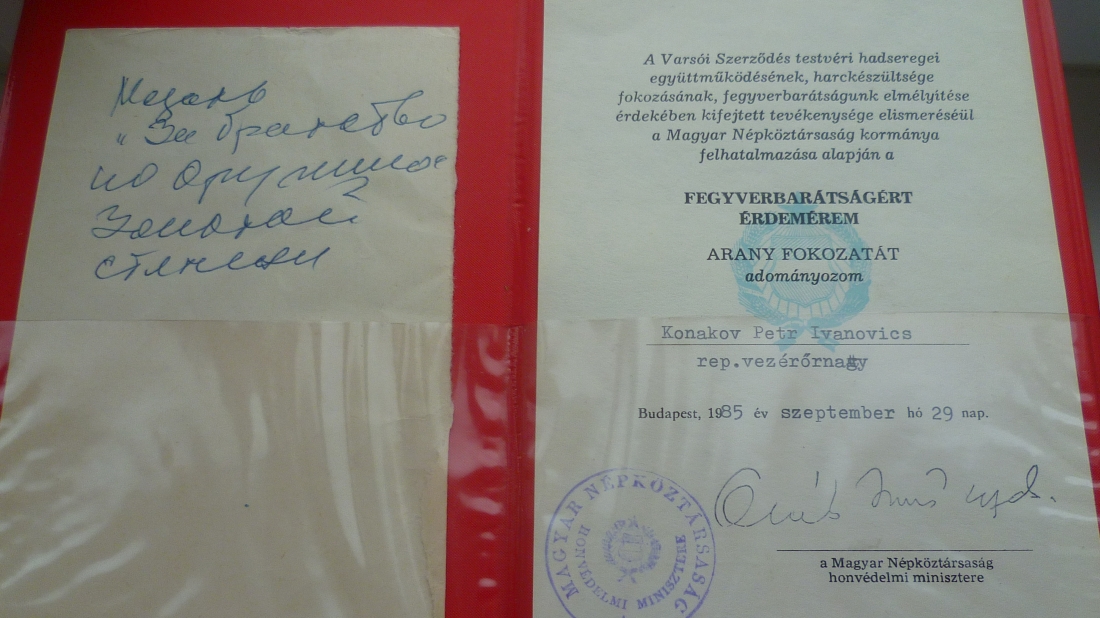 Медаль
"За братство
по оружию
Золотой
степени
A Varsói Szerződés testvéri hadseregei
együttműködésének, harckészültsége
fokozásának, fegyverbarátságunk elmélyítése
érdekében kifejtett tevékenysége elismeréséül
a Magyar Népköztársaság kormánya
felhatalmazása alapján a
FEGYVERBARÁTSÁGÉRT
ÉRDEMÉREM
ARANY FOKOZATÁT
adományozom
Konakov Petr Ivanovics
rep.vezérőrnagy
Budapest, 1985 év szeptember hó 29 nap.
MAGYAR NÉPKÖZTÁRSASÁG
HONVÉDELMI MINISZTERE
a Magyar Népköztársaság
honvédelmi minisztere